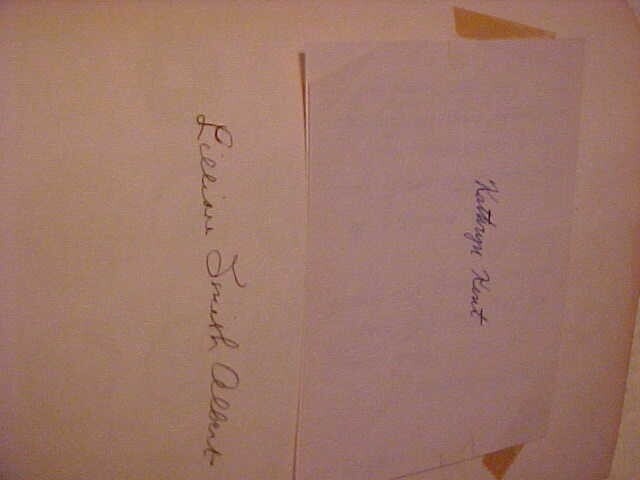 Kathryn Kent
Lillian Smith Albert